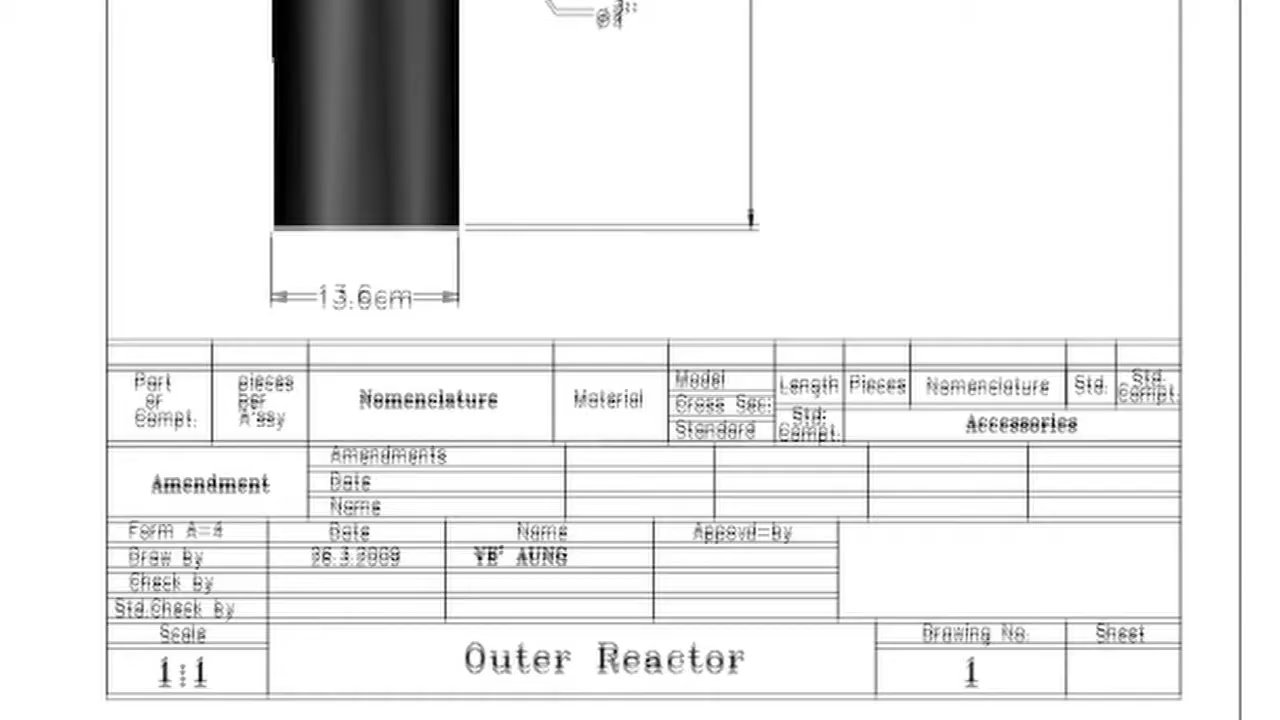 13.6cm
Part or Compt.
pieces Per A'ssy
Nomenclature
Material
Model
Cross Sec:
Standard
Length
Std: Compt:
Pieces
Nomenclature
Std.
Std. Compt:
Accessories
Amendment
Amendments
Date
Name
Form A=4
Date
Name
Appovd=by
Draw by
26.3.2009
YE' AUNG
Check by
Std.Check by
Scale
1:1
Outer Reactor
Drawing No:
1
Sheet